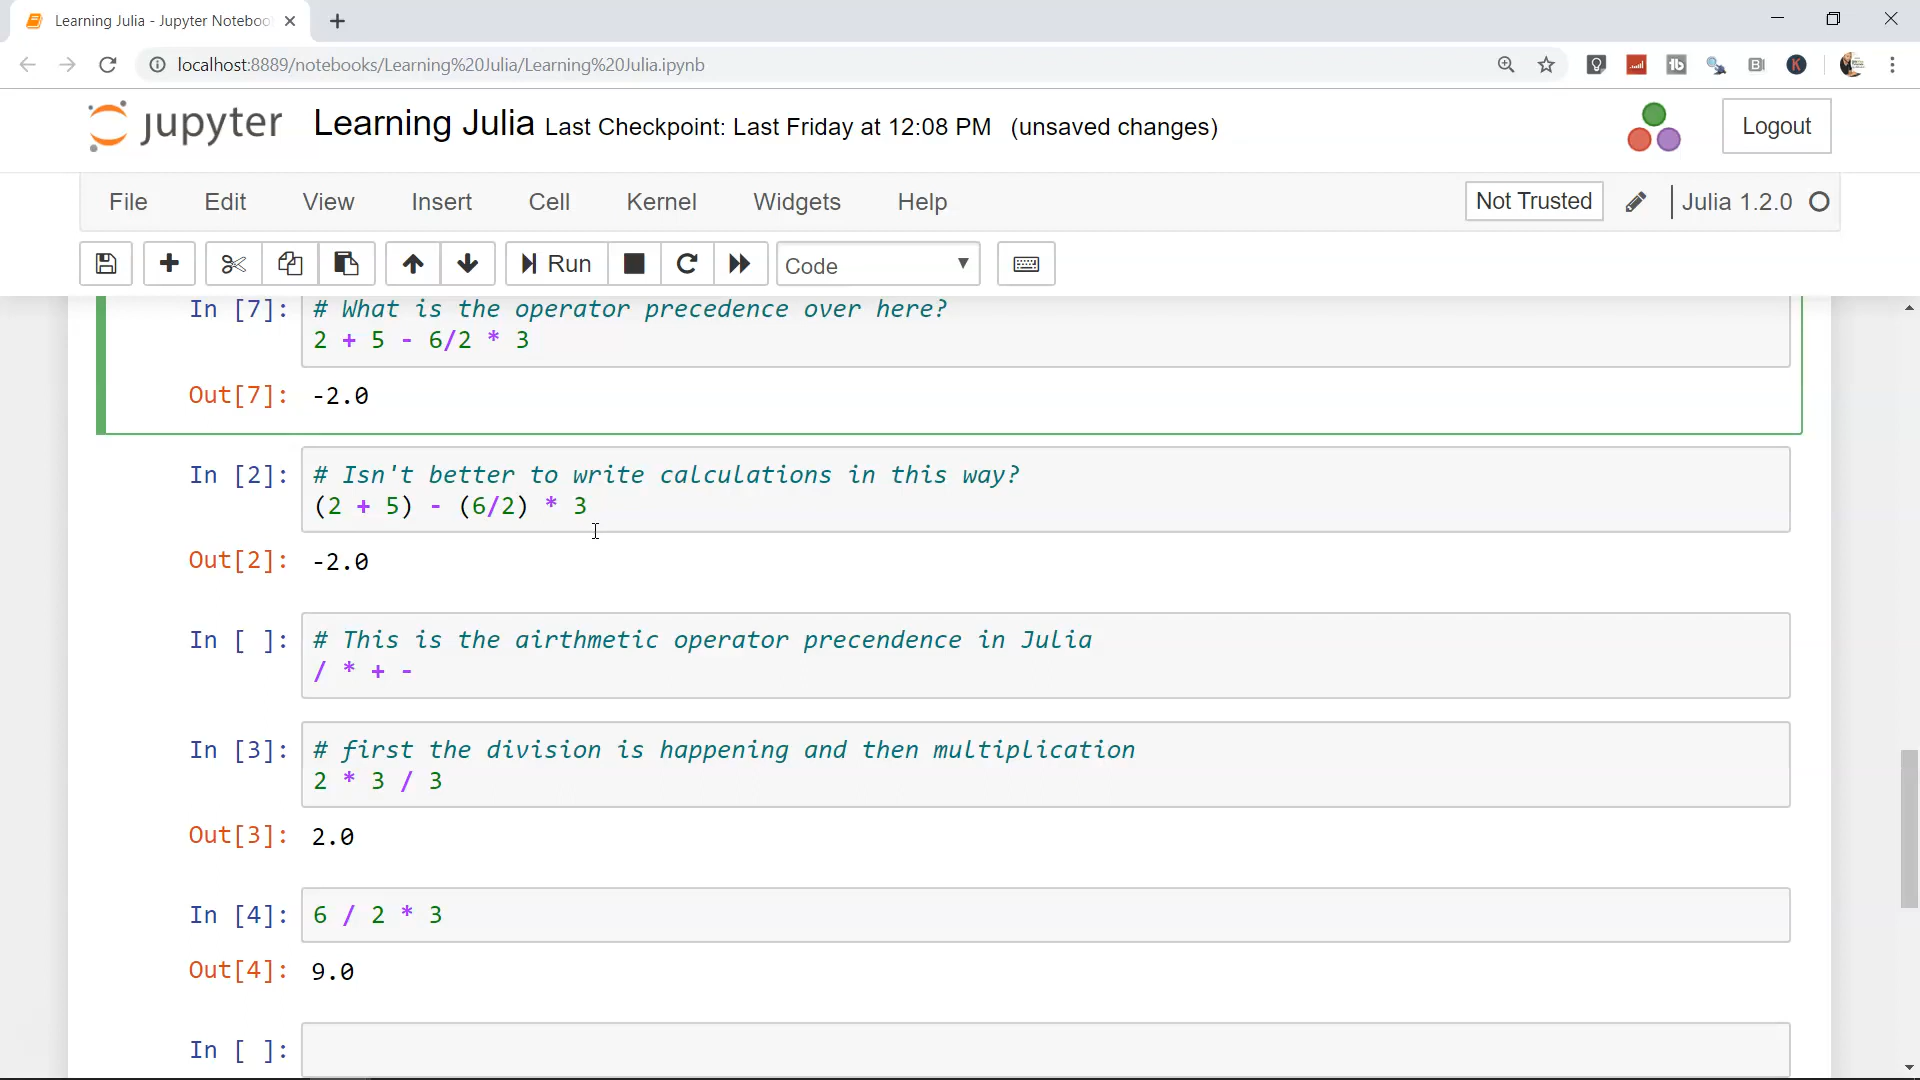 Learning Julia - Jupyter Noteboo
localhost:8889/notebooks/Learning%20Julia/Learning%20Julia.ipynb
jupyter Learning Julia Last Checkpoint: Last Friday at 12:08 PM (unsaved changes)
Logout
File Edit View Insert Cell Kernel Widgets Help
Not Trusted Julia 1.2.0
Run Code
In [7]: # What is the operator precedence over here?
2 + 5 - 6/2 * 3
Out[7]: -2.0
In [2]: # Isn't better to write calculations in this way?
(2 + 5) - (6/2) * 3
Out[2]: -2.0
In [ ]: # This is the airthmetic operator precendence in Julia
/ * + -
In [3]: # first the division is happening and then multiplication
2 * 3 / 3
Out[3]: 2.0
In [4]: 6 / 2 * 3
Out[4]: 9.0
In [ ]: